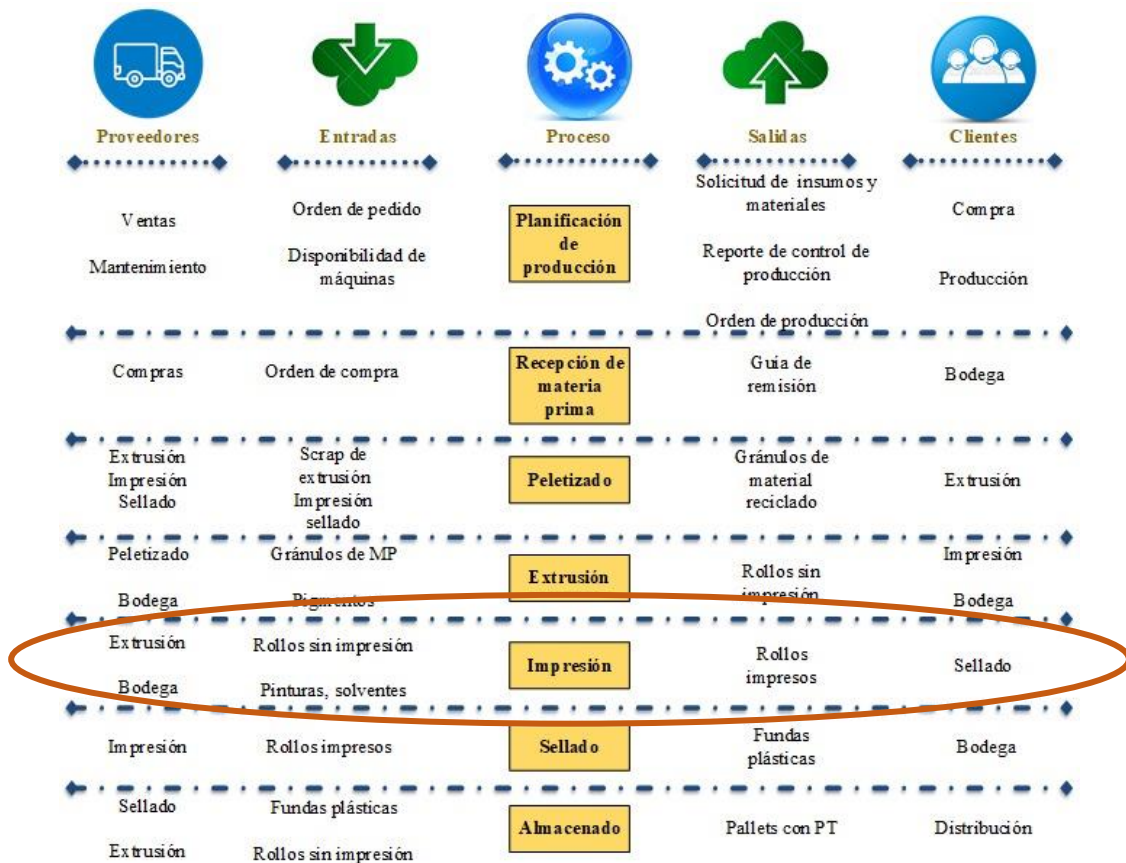 Proveedores
Entradas
Proceso
Salidas
Clientes
Ventas
Mantenimiento
Orden de pedido
Disponibilidad de
máquinas
Planificación
de
producción
Solicitud de insumos y
materiales
Reporte de control de
producción
Orden de producción
Compra
Producción
Compras
Orden de compra
Recepción de
materia
prima
Guía de
remisión
Bodega
Extrusión
Impresión
Sellado
Scrap de
extrusión
Impresión
sellado
Peletizado
Gránulos de
material
reciclado
Extrusión
Peletizado
Bodega
Gránulos de MP
Pigmentos
Extrusión
Rollos sin
impresión
Impresión
Bodega
Extrusión
Bodega
Rollos sin impresión
Pinturas, solventes
Impresión
Rollos
impresos
Sellado
Impresión
Rollos impresos
Sellado
Fundas
plásticas
Bodega
Sellado
Extrusión
Fundas plásticas
Rollos sin impresión
Almacenado
Pallets con PT
Distribución